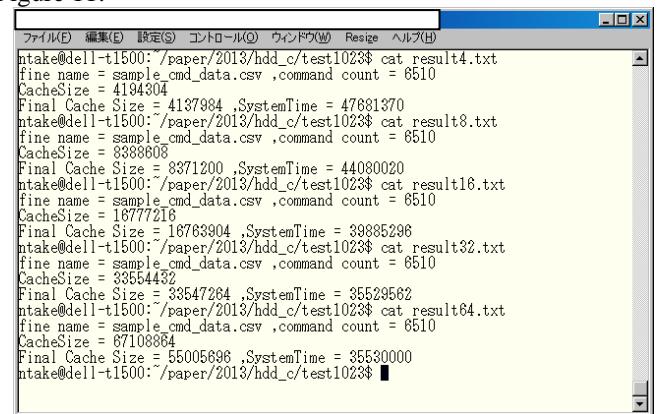 Figure 11.
ファイル(F) 編集(E) 設定(S) コントロール(O) ウィンドウ(W) Resize ヘルプ(H)
ntake@dell-t1500:~/paper/2013/hdd_c/test1023$ cat result4.txt
fine name = sample_cmd_data.csv ,command count = 6510
CacheSize = 4194304
Final Cache Size = 4137984 ,SystemTime = 47681370
ntake@dell-t1500:~/paper/2013/hdd_c/test1023$ cat result8.txt
fine name = sample_cmd_data.csv ,command count = 6510
CacheSize = 8388608
Final Cache Size = 8371200 ,SystemTime = 44080020
ntake@dell-t1500:~/paper/2013/hdd_c/test1023$ cat result16.txt
fine name = sample_cmd_data.csv ,command count = 6510
CacheSize = 16777216
Final Cache Size = 16763904 ,SystemTime = 39885296
ntake@dell-t1500:~/paper/2013/hdd_c/test1023$ cat result32.txt
fine name = sample_cmd_data.csv ,command count = 6510
CacheSize = 33554432
Final Cache Size = 33547264 ,SystemTime = 35529562
ntake@dell-t1500:~/paper/2013/hdd_c/test1023$ cat result64.txt
fine name = sample_cmd_data.csv ,command count = 6510
CacheSize = 67108864
Final Cache Size = 55005696 ,SystemTime = 35530000
ntake@dell-t1500:~/paper/2013/hdd_c/test1023$